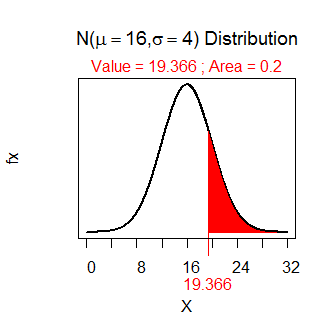 N(μ = 16,σ = 4) Distribution
Value = 19.366 ; Area = 0.2
fx
0 8 16 24 32
19.366
X